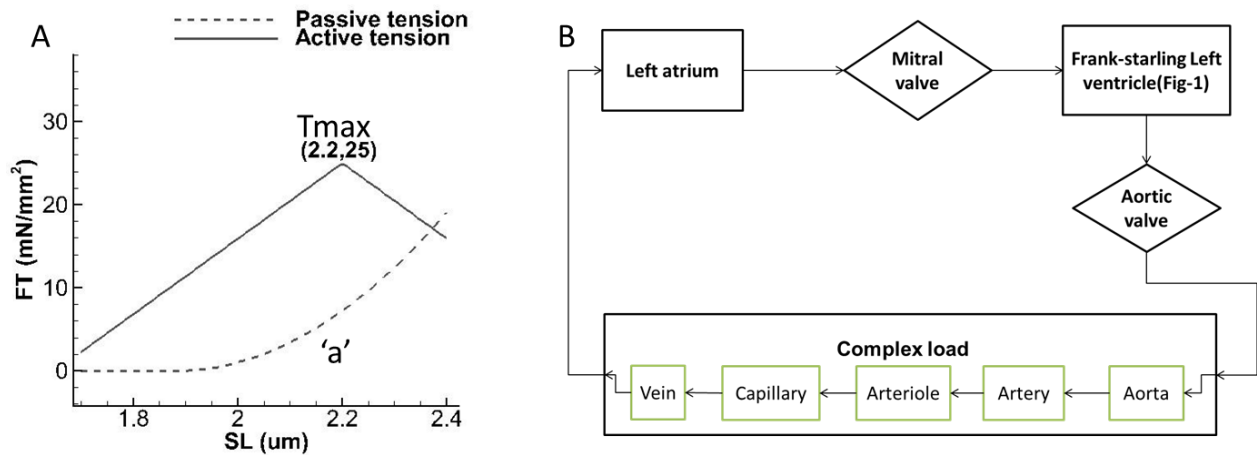 A
Passive tension
Active tension
FT (mN/mm²)
30
20
10
0
Tmax
(2.2,25)
'a'
1.8
2
2.2
2.4
SL (um)
B
Left atrium
Mitral
valve
Frank-starling Left
ventricle(Fig-1)
Aortic
valve
Complex load
Vein
Capillary
Arteriole
Artery
Aorta